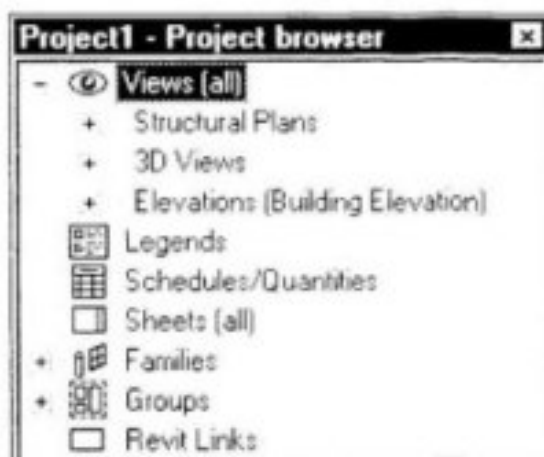 Project1 - Project browser
Views (all)
Structural Plans
3D Views
Elevations (Building Elevation)
Legends
Schedules/Quantities
Sheets (all)
Families
Groups
Revit Links